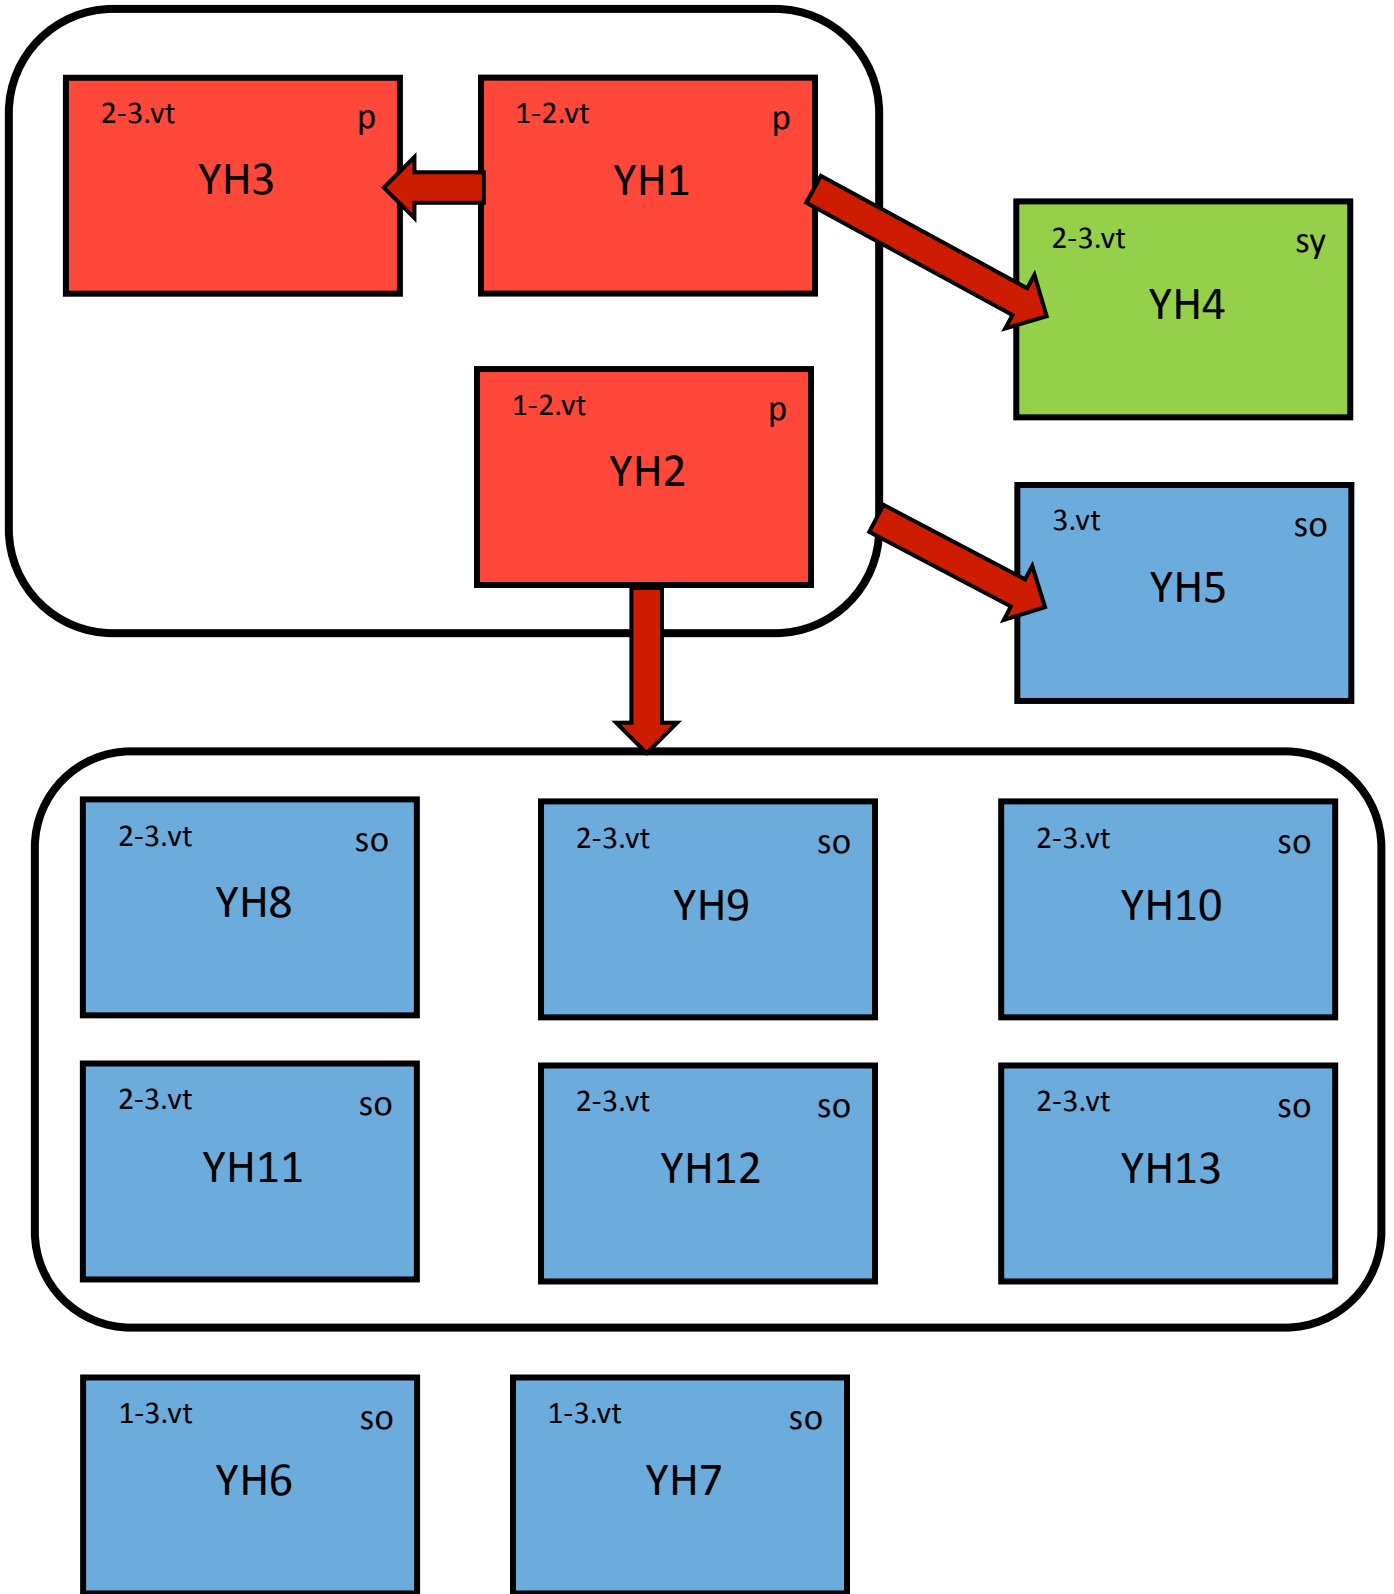 2-3.vt p
YH3
1-2.vt p
YH1
2-3.vt sy
YH4
1-2.vt p
YH2
3.vt so
YH5
2-3.vt so
YH8
2-3.vt so
YH9
2-3.vt so
YH10
2-3.vt so
YH11
2-3.vt so
YH12
2-3.vt so
YH13
1-3.vt so
YH6
1-3.vt so
YH7